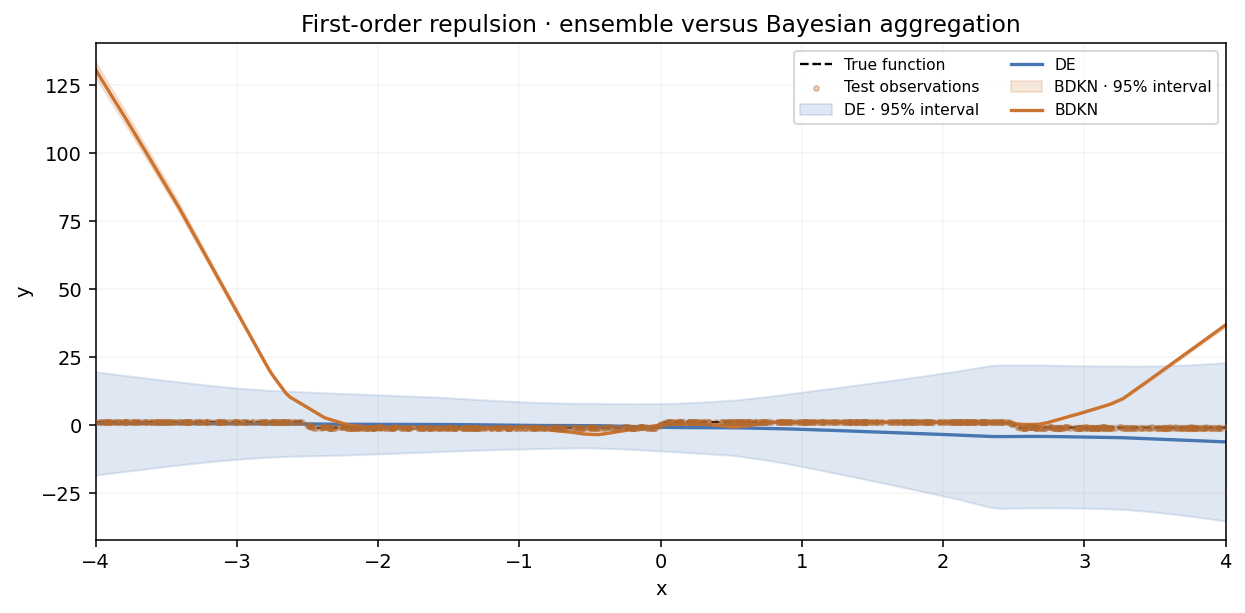 First-order repulsion · ensemble versus Bayesian aggregation
True function
Test observations
DE · 95% interval
DE
BDKN · 95% interval
BDKN
125
100
75
50
25
0
−25
y
−4
−3
−2
−1
0
1
2
3
4
x